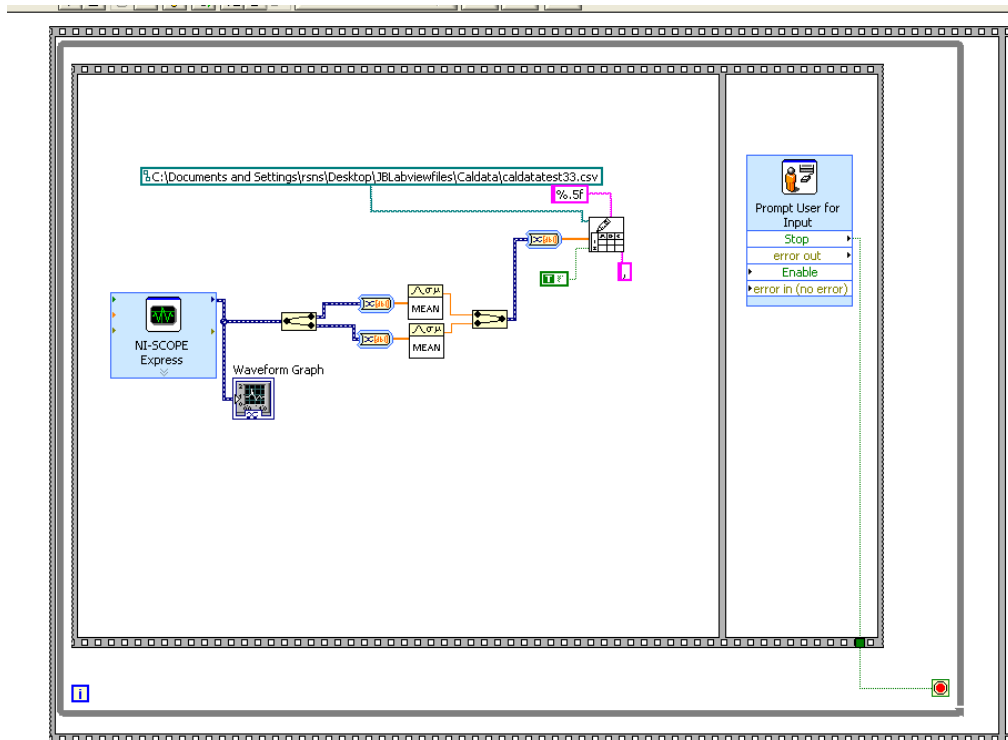 C:\Documents and Settings\rsns\Desktop\JBLabviewfiles\Caldata\caldatatest33.csv
%.5f
Prompt User for
Input
Stop
error out
Enable
error in (no error)
T
,
MEAN
MEAN
NI-SCOPE
Express
Waveform Graph
i